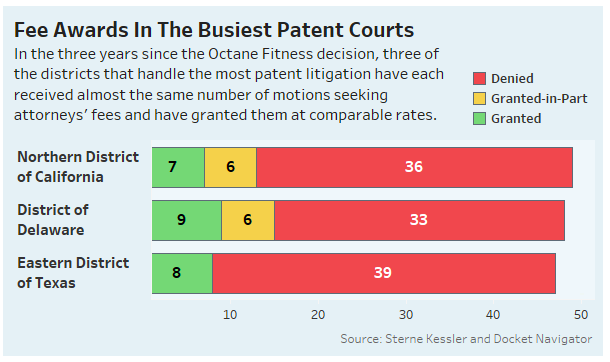 Fee Awards In The Busiest Patent Courts
In the three years since the Octane Fitness decision, three of
the districts that handle the most patent litigation have each
received almost the same number of motions seeking
attorneys’ fees and have granted them at comparable rates.
Denied
Granted-in-Part
Granted
Northern District
of California
7 6 36
District of
Delaware
9 6 33
Eastern District
of Texas
8 39
10 20 30 40 50
Source: Sterne Kessler and Docket Navigator